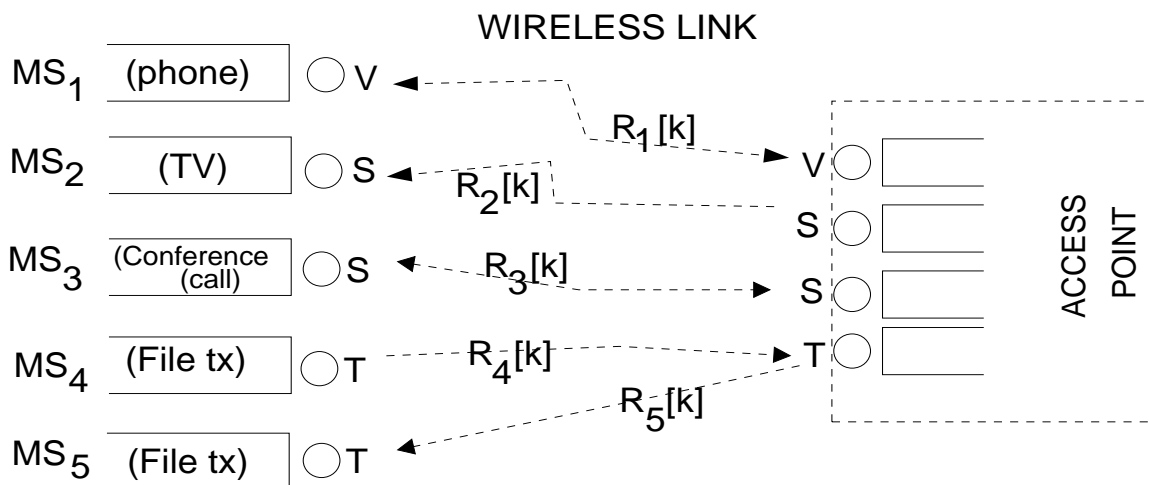 WIRELESS LINK
MS1 (phone) V
R1[k]
MS2 (TV) S
R2[k]
V
S
MS3 (Conference
(call) S
R3[k]
S
MS4 (File tx) T
R4[k]
T
R5[k]
MS5 (File tx) T
ACCESS
POINT